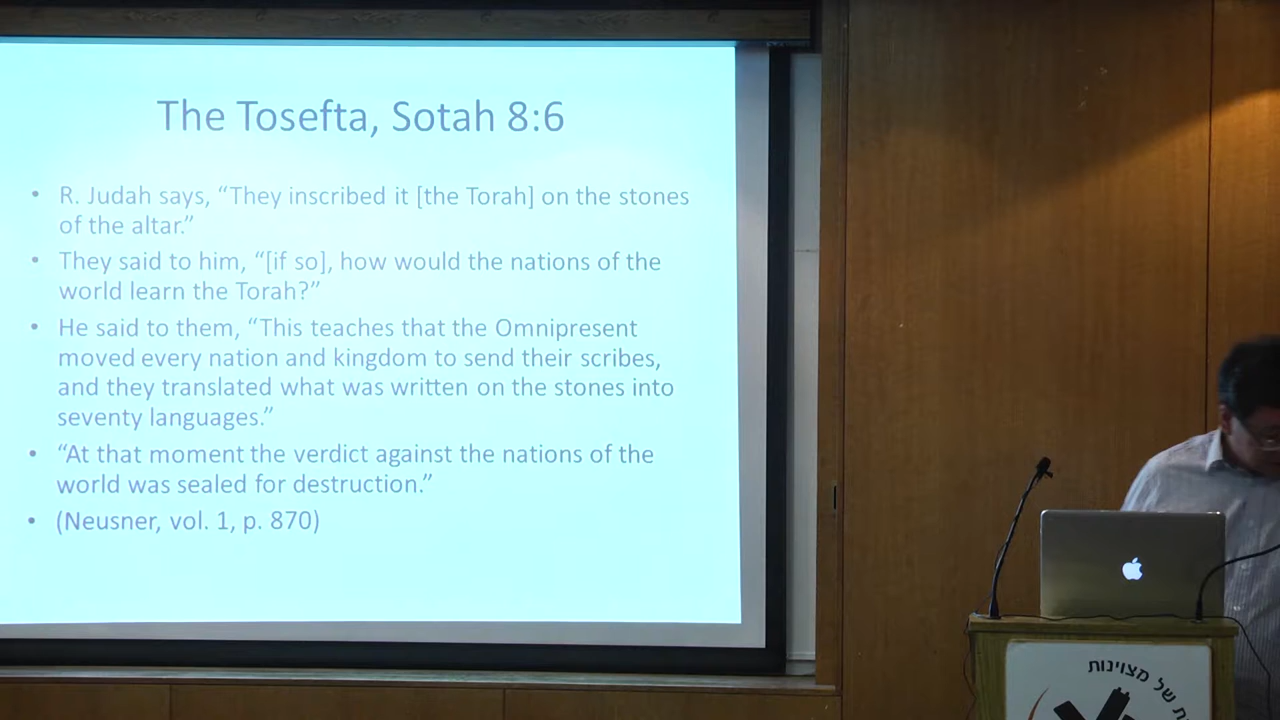 The Tosefta, Sotah 8:6
• R. Judah says, “They inscribed it [the Torah] on the stones
of the altar.”
• They said to him, “[if so], how would the nations of the
world learn the Torah?”
• He said to them, “This teaches that the Omnipresent
moved every nation and kingdom to send their scribes,
and they translated what was written on the stones into
seventy languages.”
• “At that moment the verdict against the nations of the
world was sealed for destruction.”
• (Neusner, vol. 1, p. 870)
של מצוינות